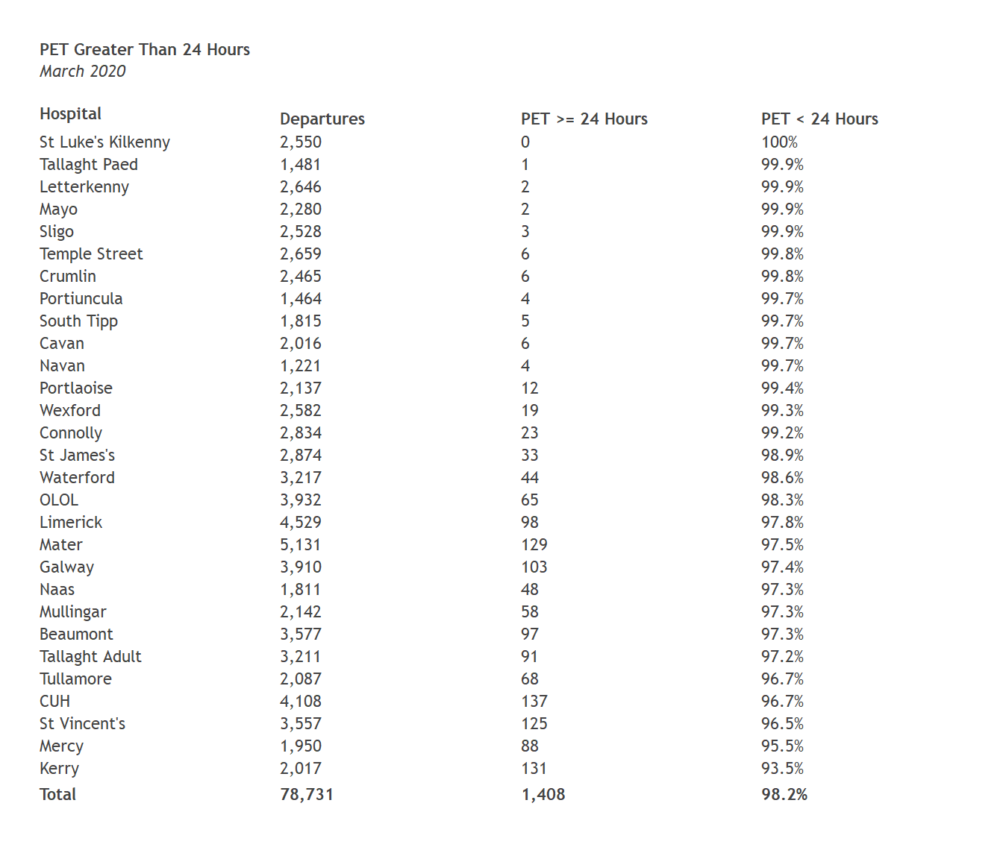 PET Greater Than 24 Hours
March 2020
Hospital Departures PET >= 24 Hours PET < 24 Hours
St Luke's Kilkenny 2,550 0 100%
Tallaght Paed 1,481 1 99.9%
Letterkenny 2,646 2 99.9%
Mayo 2,280 2 99.9%
Sligo 2,528 3 99.9%
Temple Street 2,659 6 99.8%
Crumlin 2,465 6 99.8%
Portiuncula 1,464 4 99.7%
South Tipp 1,815 5 99.7%
Cavan 2,016 6 99.7%
Navan 1,221 4 99.7%
Portlaoise 2,137 12 99.4%
Wexford 2,582 19 99.3%
Connolly 2,834 23 99.2%
St James's 2,874 33 98.9%
Waterford 3,217 44 98.6%
OLOL 3,932 65 98.3%
Limerick 4,529 98 97.8%
Mater 5,131 129 97.5%
Galway 3,910 103 97.4%
Naas 1,811 48 97.3%
Mullingar 2,142 58 97.3%
Beaumont 3,577 97 97.3%
Tallaght Adult 3,211 91 97.2%
Tullamore 2,087 68 96.7%
CUH 4,108 137 96.7%
St Vincent's 3,557 125 96.5%
Mercy 1,950 88 95.5%
Kerry 2,017 131 93.5%
Total 78,731 1,408 98.2%